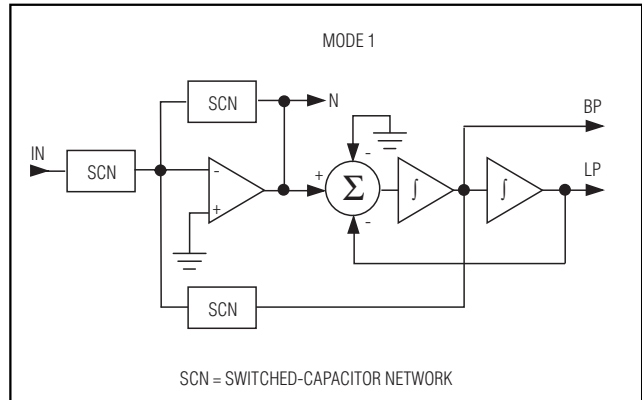 MODE 1
SCN
N
BP
IN
SCN
-
+
-
+
Σ
-
∫
∫
LP
SCN
SCN = SWITCHED-CAPACITOR NETWORK